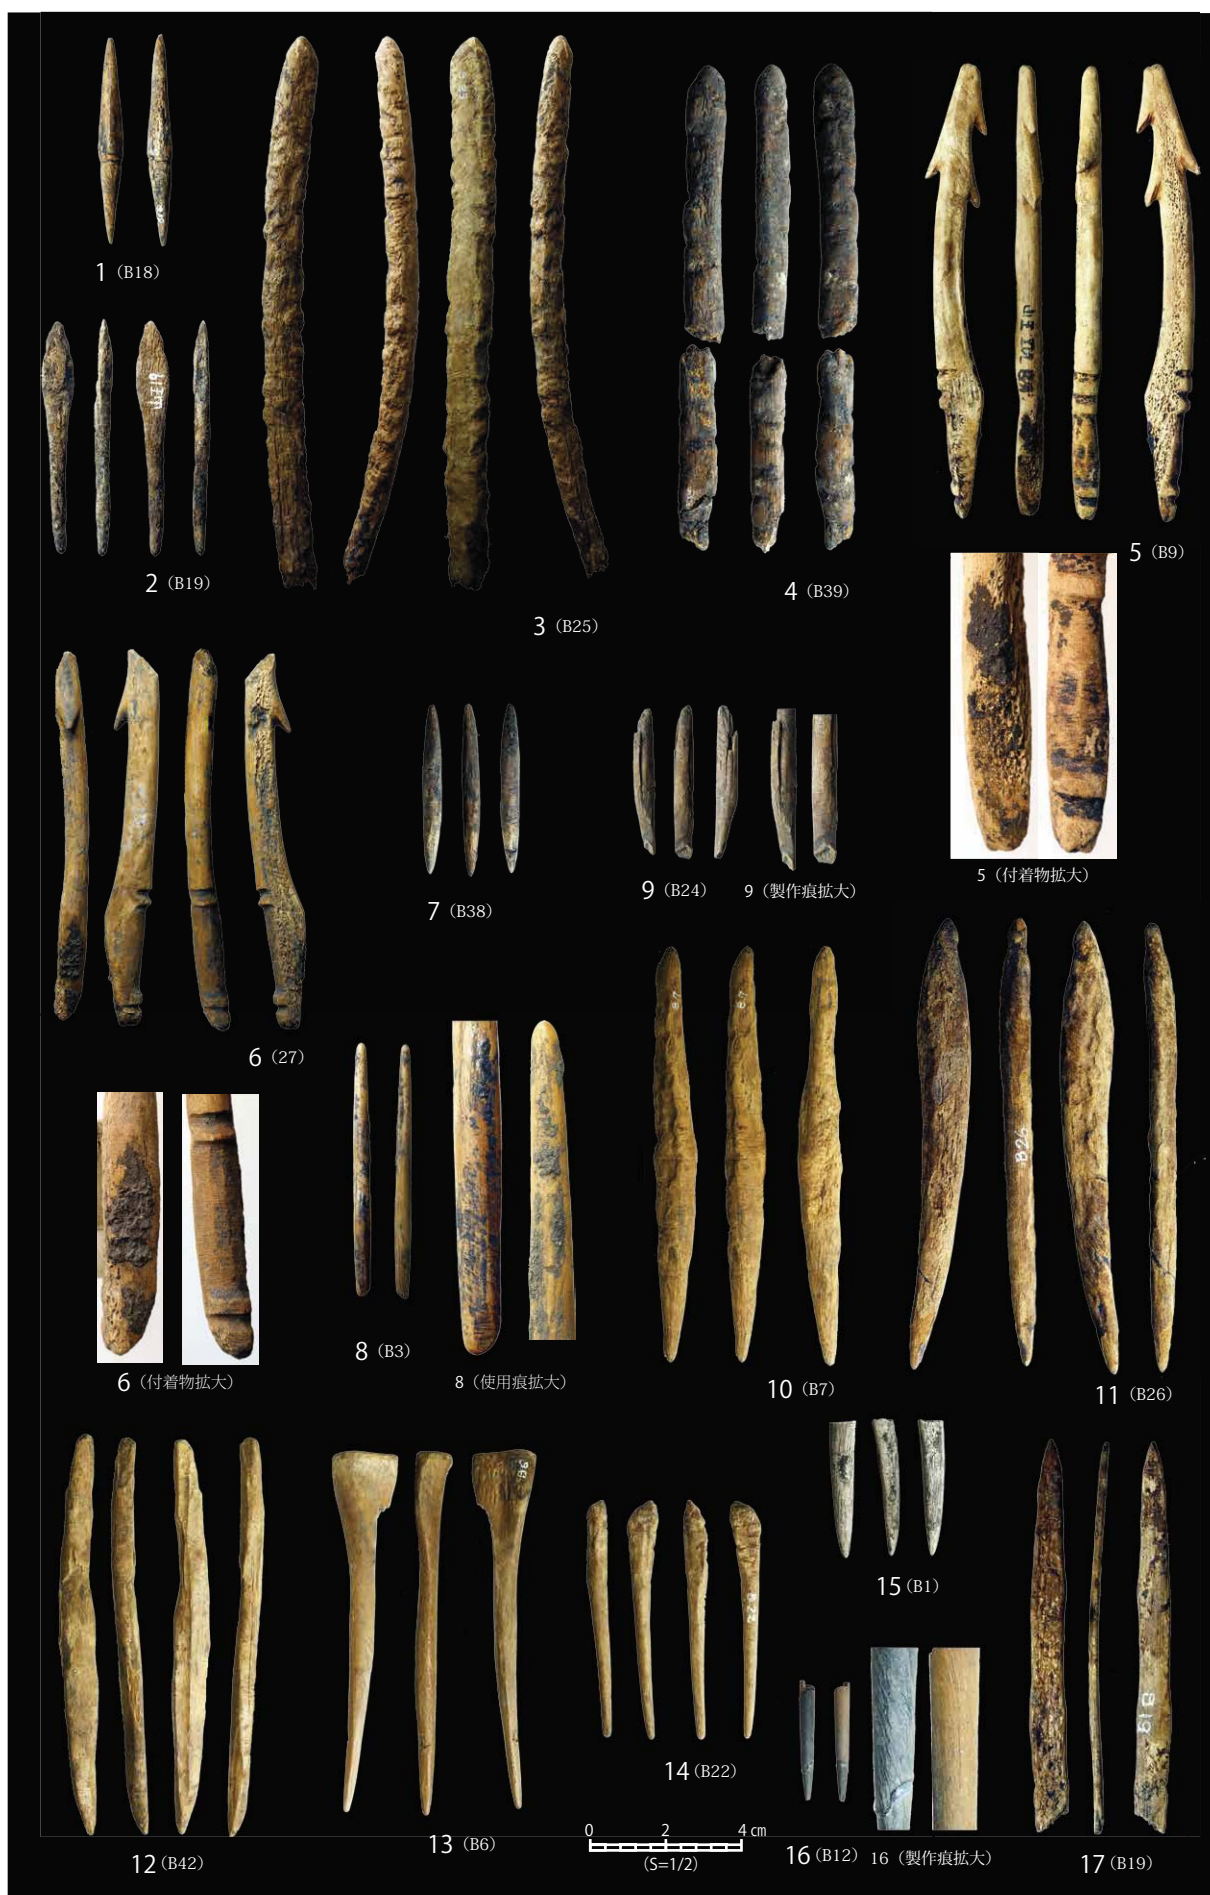 1（B18）
2（B19）
3（B25）
4（B39）
5（B9）
5（付着物拡大）
6（27）
6（付着物拡大）
7（B38）
8（B3）
8（使用痕拡大）
9（B24）
9（製作痕拡大）
10（B7）
11（B26）
12（B42）
13（B6）
14（B22）
15（B1）
16（B12）
16（製作痕拡大）
17（B19）
0 2 4 cm
(S=1/2)
B26
B7
B7
B22
B19